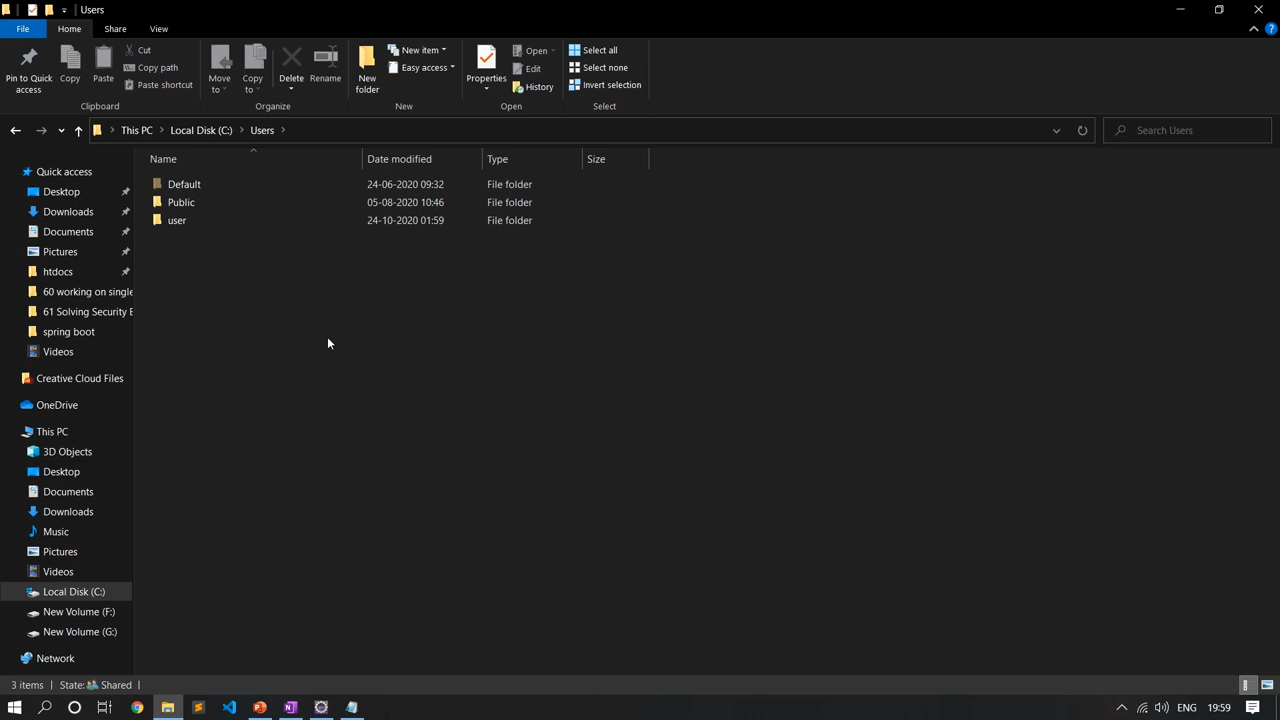 Users
File Home Share View
Pin to Quick access
Copy
Paste
Cut
Copy path
Paste shortcut
Clipboard
Move to
Copy to
Delete
Rename
Organize
New folder
New item
Easy access
New
Properties
Open
Edit
History
Open
Select all
Select none
Invert selection
Select
This PC Local Disk (C:) Users
Search Users
Name Date modified Type Size
Default 24-06-2020 09:32 File folder
Public 05-08-2020 10:46 File folder
user 24-10-2020 01:59 File folder
Quick access
Desktop
Downloads
Documents
Pictures
htdocs
60 working on single
61 Solving Security E
spring boot
Videos
Creative Cloud Files
OneDrive
This PC
3D Objects
Desktop
Documents
Downloads
Music
Pictures
Videos
Local Disk (C:)
New Volume (F:)
New Volume (G:)
Network
3 items State: Shared
ENG 19:59